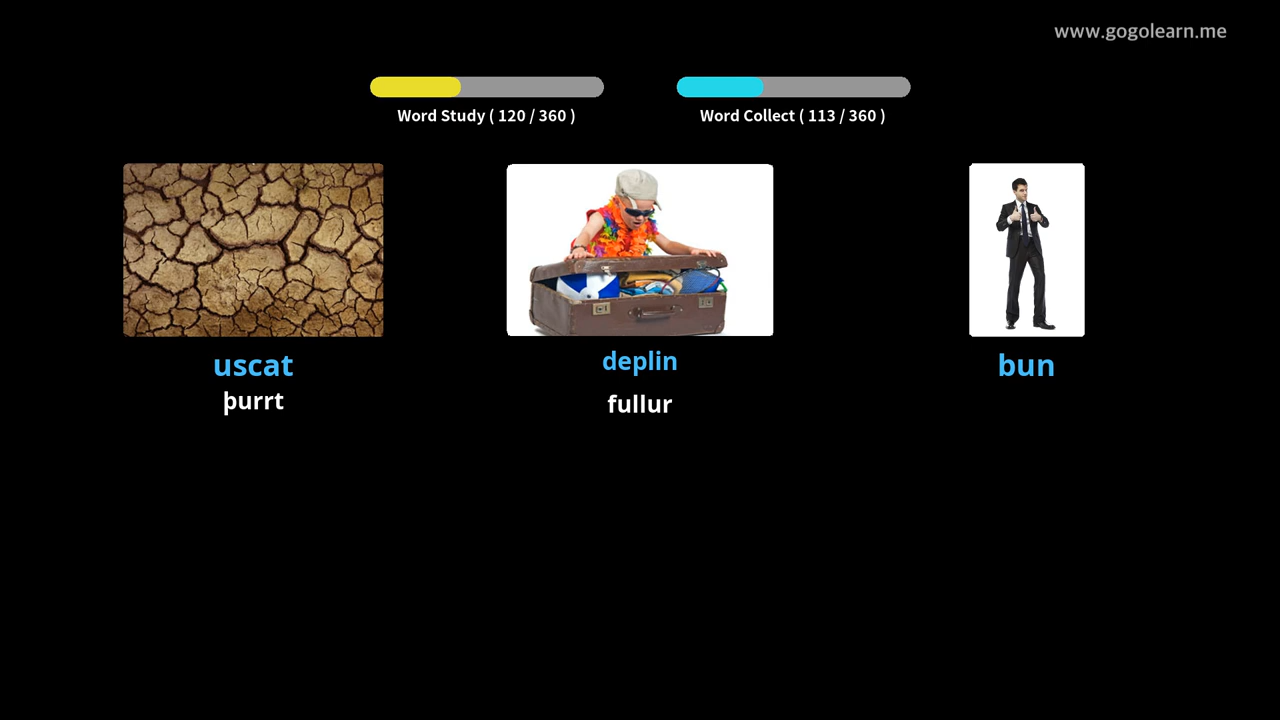 www.gogolearn.me
Word Study ( 120 / 360 )
Word Collect ( 113 / 360 )
uscat
þurrt
deplin
fullur
bun